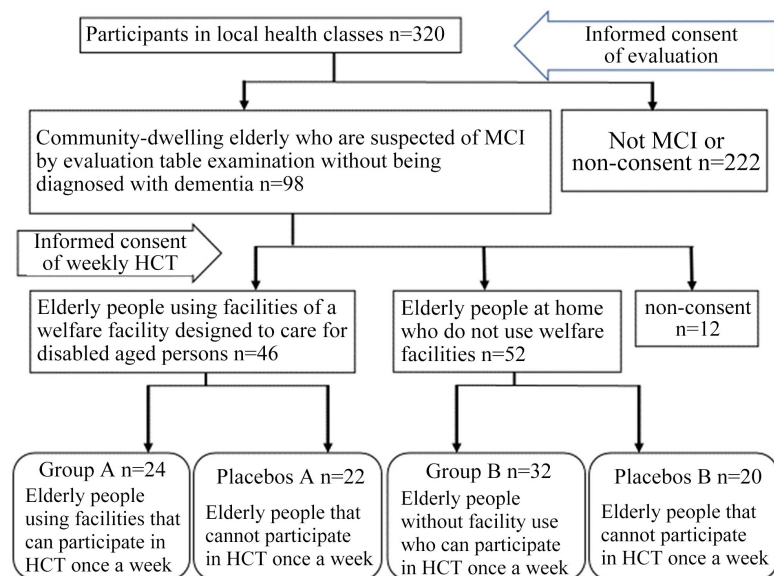 Participants in local health classes n=320
Informed consent
of evaluation
Community-dwelling elderly who are suspected of MCI
by evaluation table examination without being
diagnosed with dementia n=98
Not MCI or
non-consent n=222
Informed consent
of weekly HCT
Elderly people using facilities of a
welfare facility designed to care for
disabled aged persons n=46
Elderly people at home
who do not use welfare
facilities n=52
non-consent
n=12
Group A n=24
Elderly people
using facilities that
can participate in
HCT once a week
Placebos A n=22
Elderly people that
cannot participate
in HCT once a week
Group B n=32
Elderly people
without facility use
who can participate
in HCT once a week
Placebos B n=20
Elderly people that
cannot participate
in HCT once a week